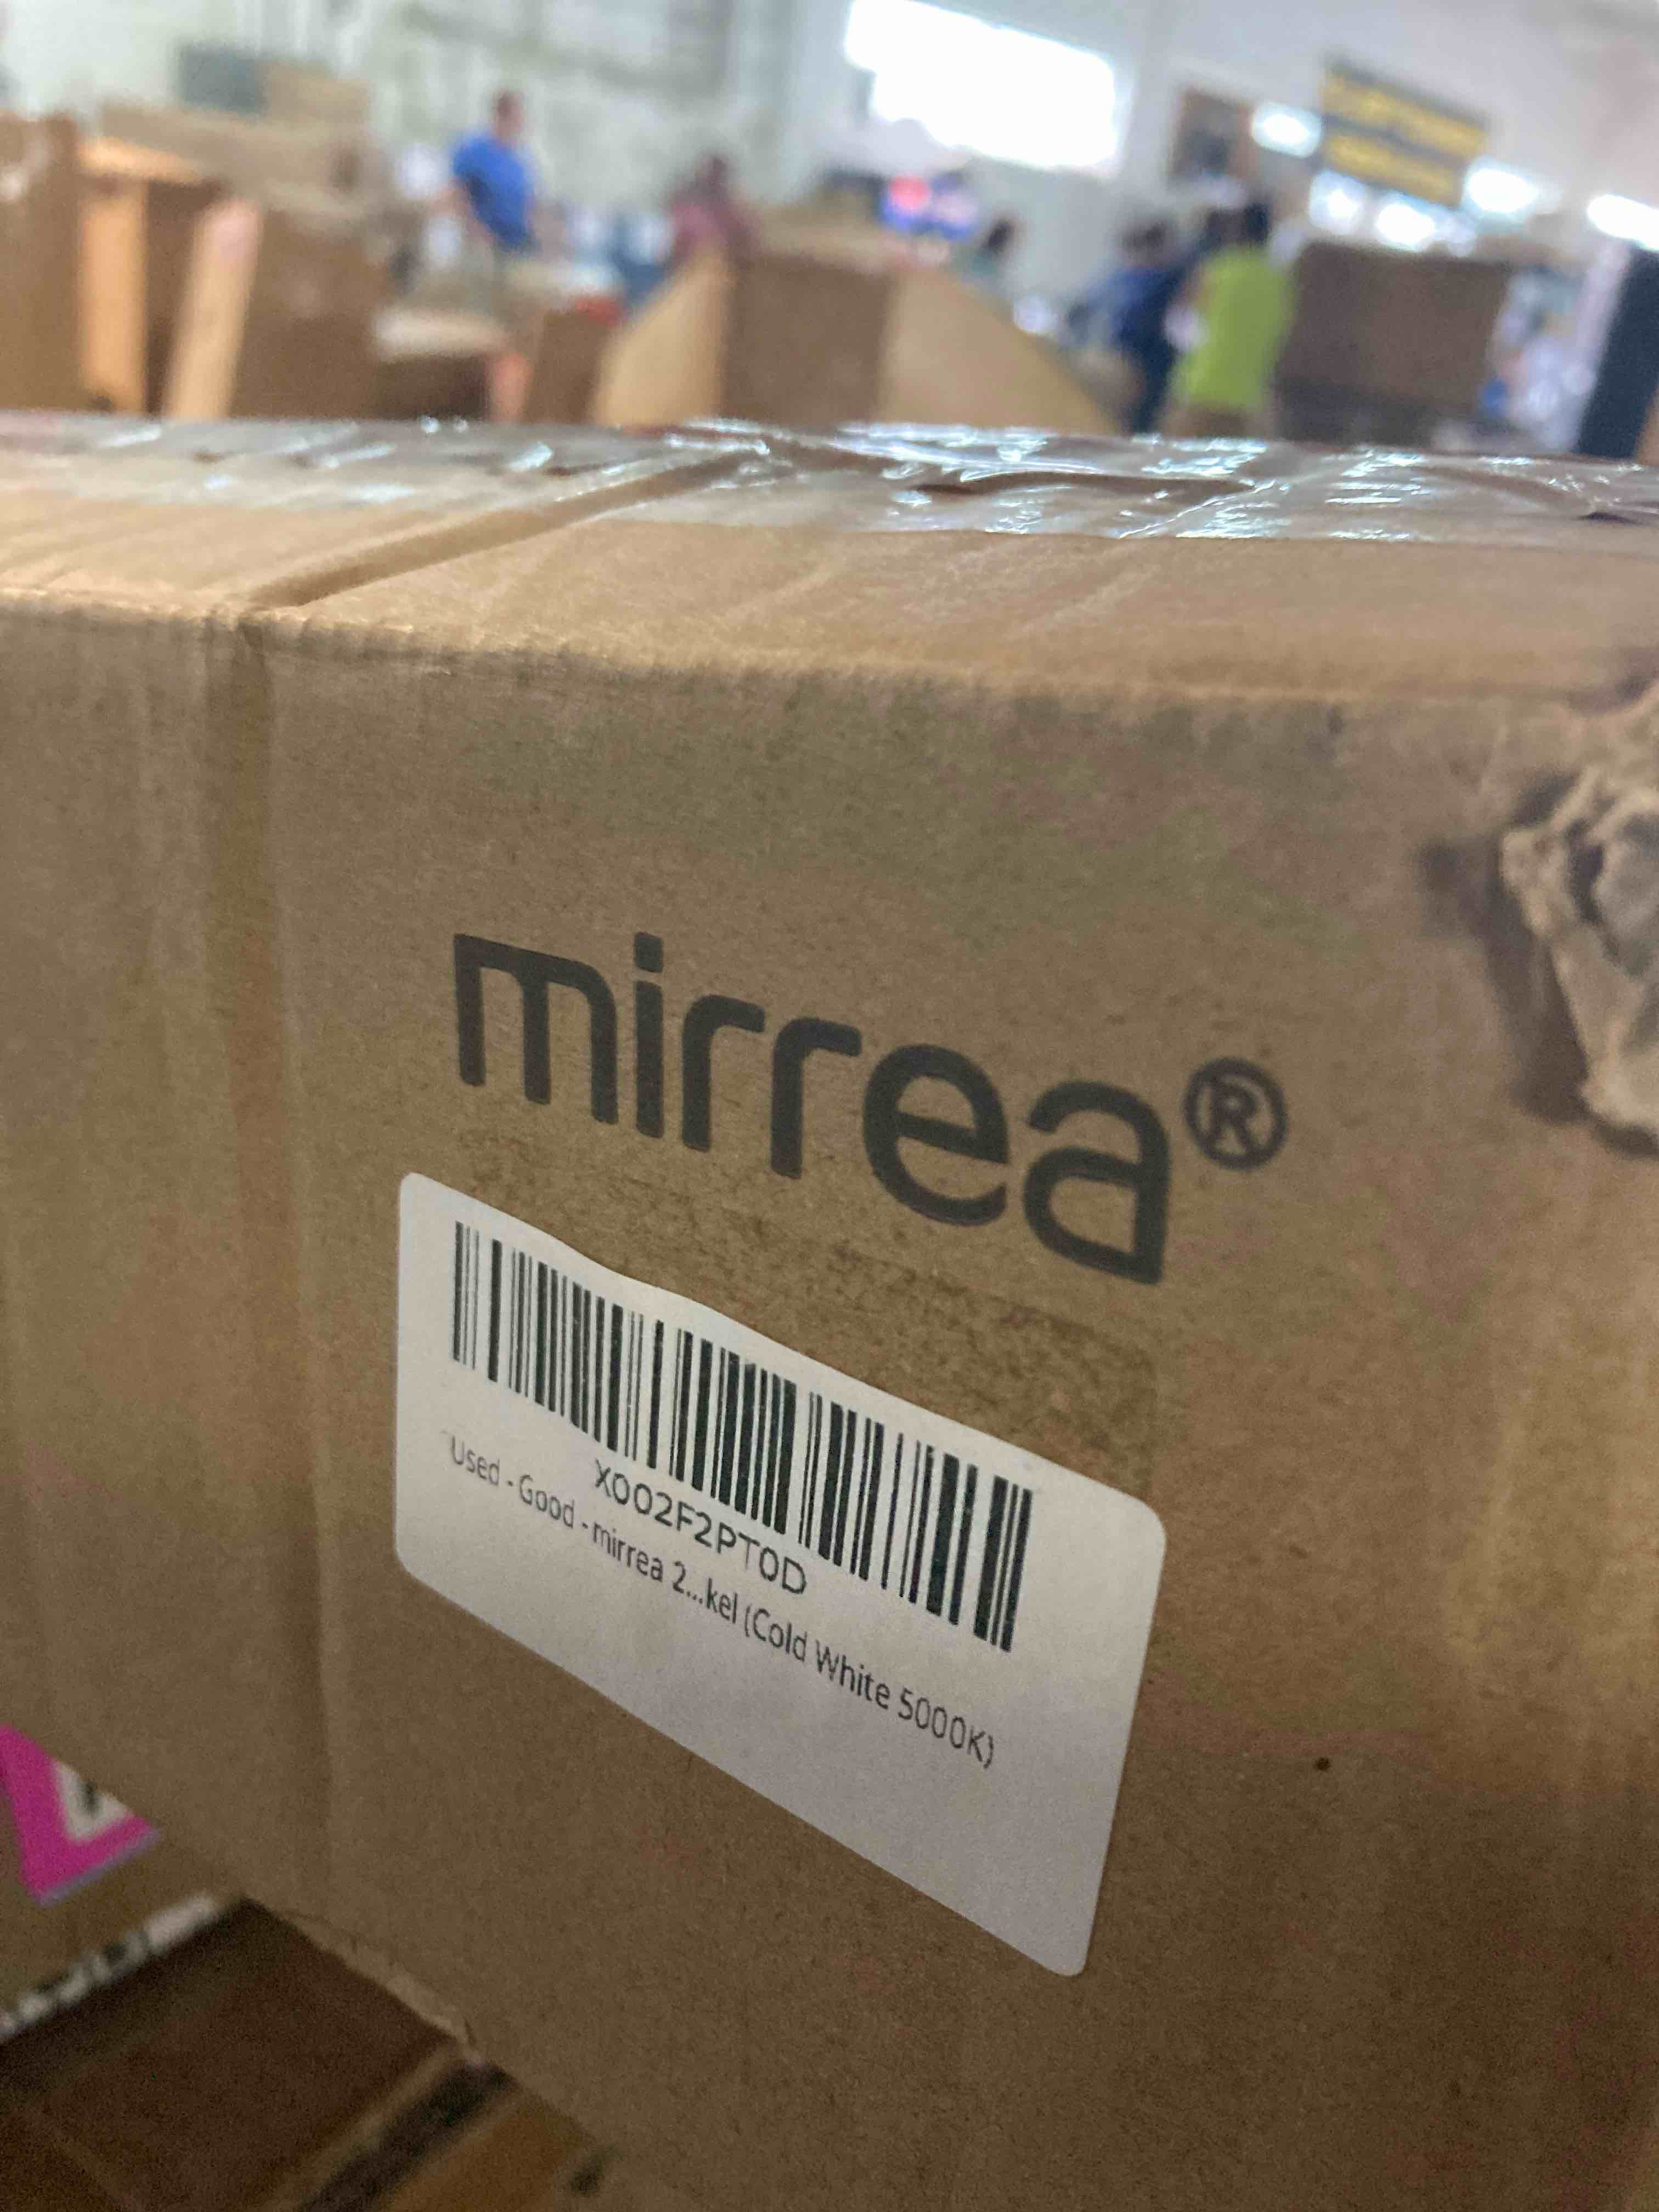 mirrea®
X002F2PT0D
Used - Good - mirrea 2...kel (Cold White 5000K)